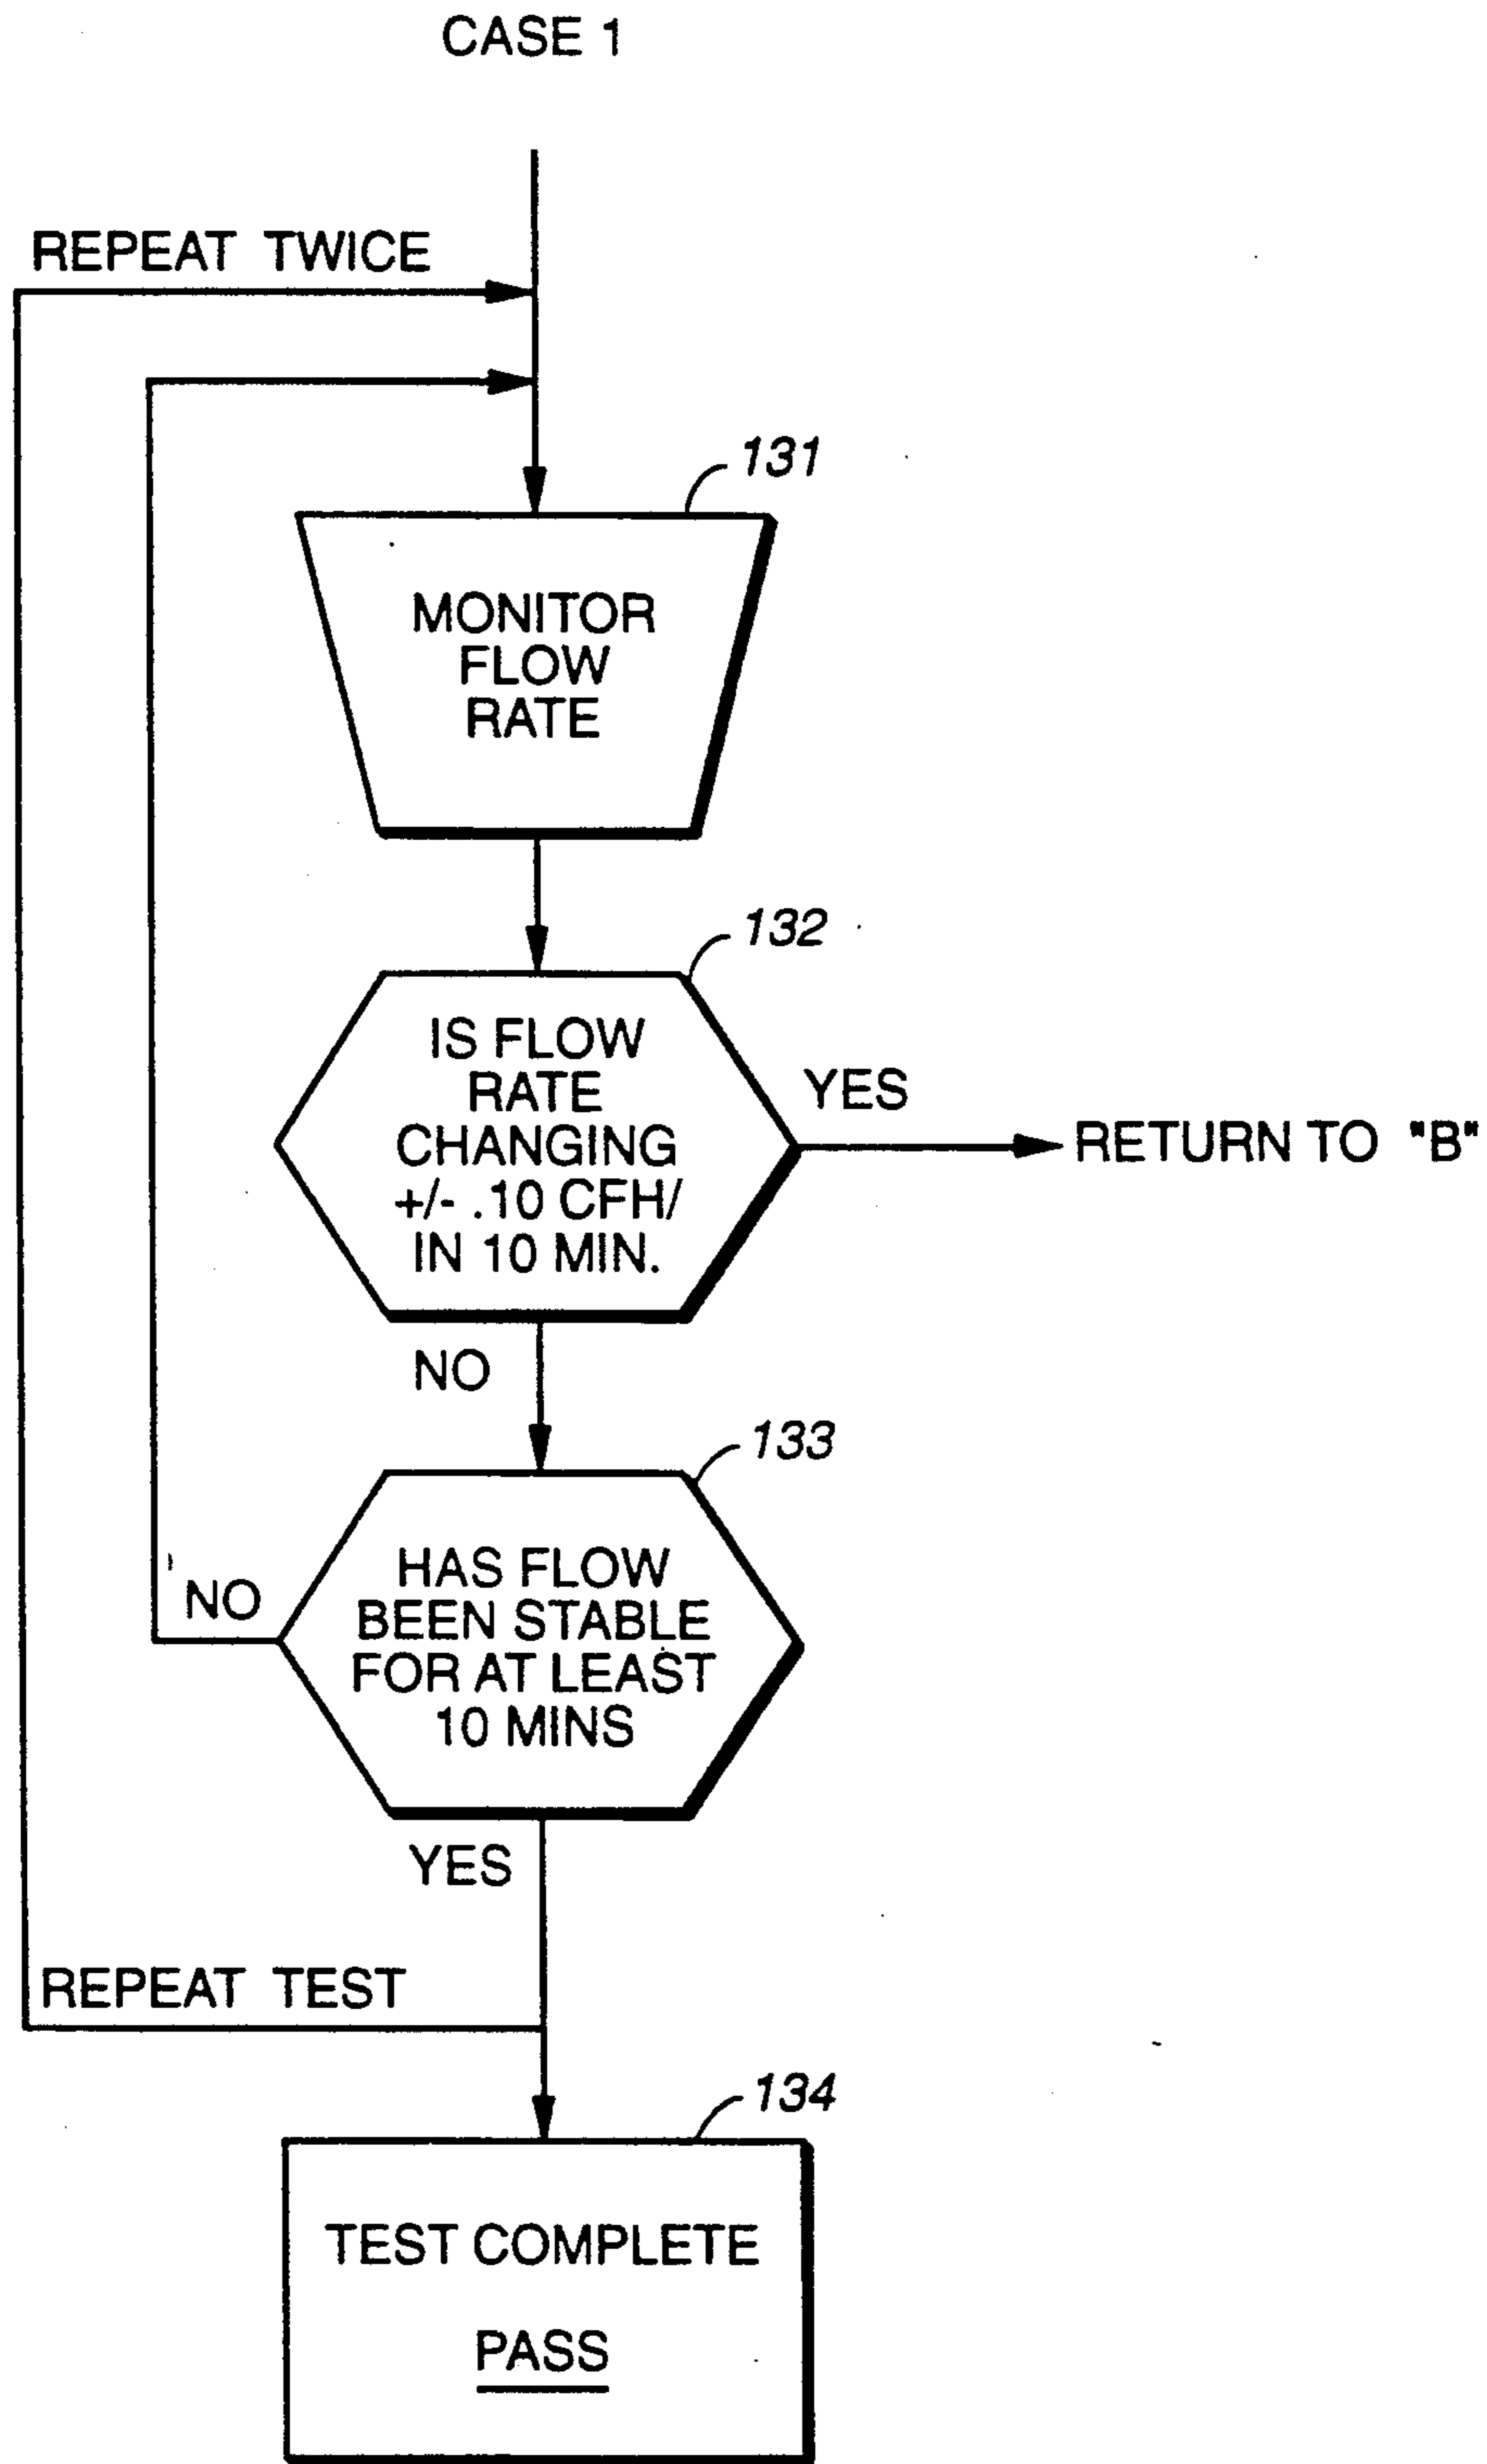 CASE 1
REPEAT TWICE
131
MONITOR
FLOW
RATE
132
IS FLOW
RATE
CHANGING
+/- .10 CFH/
IN 10 MIN.
YES
RETURN TO "B"
NO
133
HAS FLOW
BEEN STABLE
FOR AT LEAST
10 MINS
NO
YES
REPEAT TEST
134
TEST COMPLETE
PASS